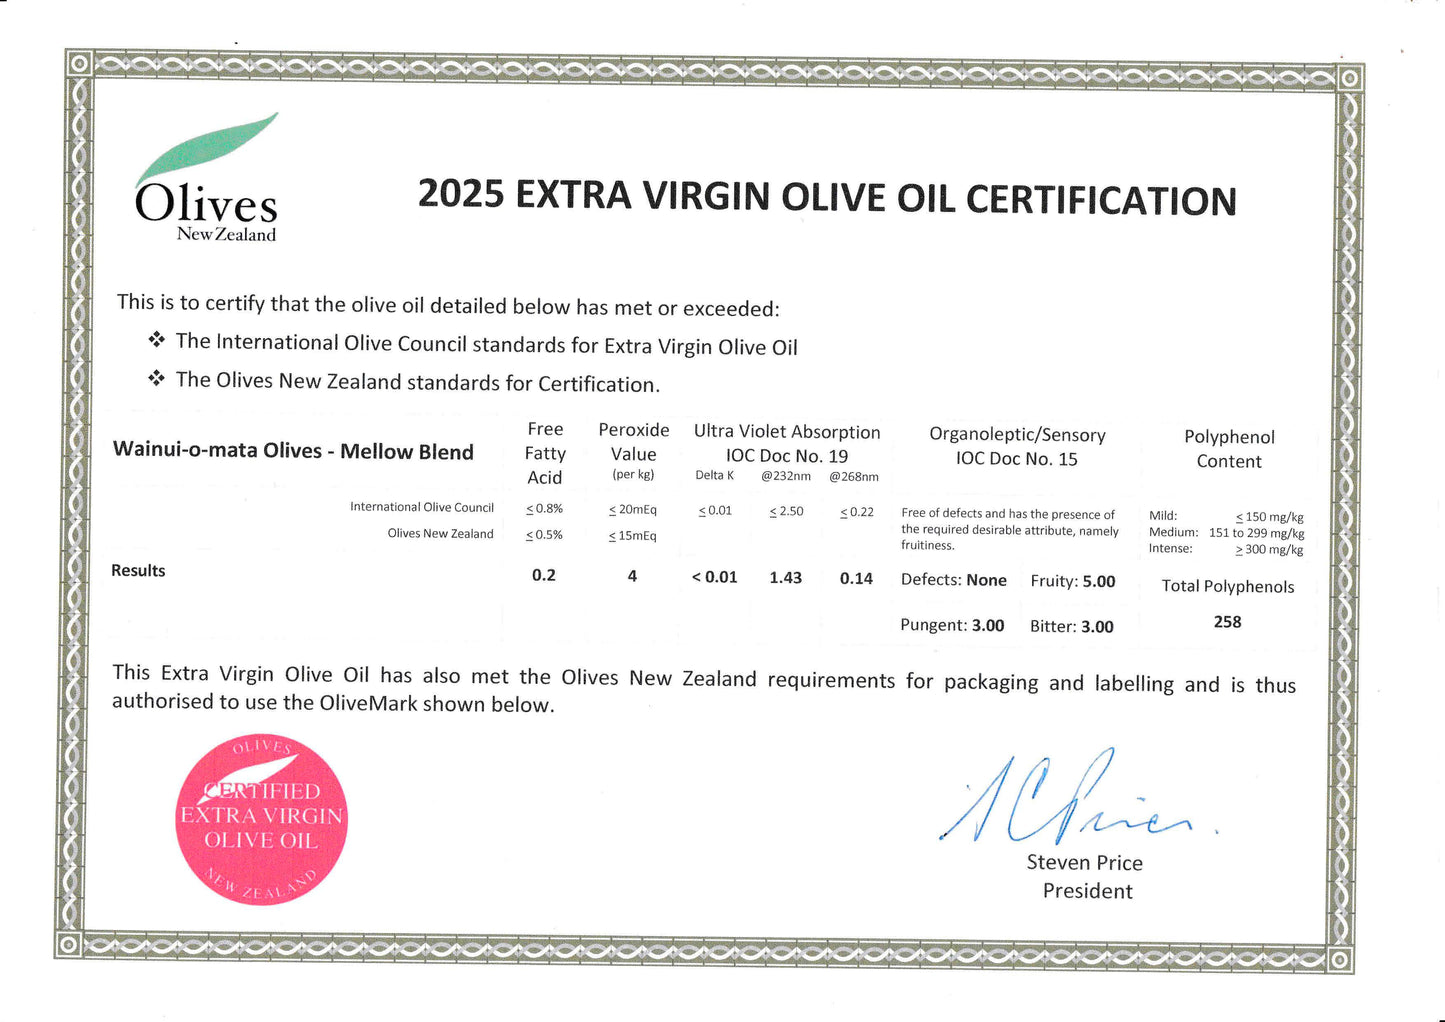 Olives
New Zealand
2025 EXTRA VIRGIN OLIVE OIL CERTIFICATION
This is to certify that the olive oil detailed below has met or exceeded:
❖ The International Olive Council standards for Extra Virgin Olive Oil
❖ The Olives New Zealand standards for Certification.
Wainui-o-mata Olives - Mellow Blend
Free
Fatty
Acid
Peroxide
Value
(per kg)
Ultra Violet Absorption
IOC Doc No. 19
Delta K @232nm @268nm
Organoleptic/Sensory
IOC Doc No. 15
Polyphenol
Content
International Olive Council ≤ 0.8% ≤ 20mEq ≤ 0.01 ≤ 2.50 ≤ 0.22
Olives New Zealand ≤ 0.5% ≤ 15mEq
Free of defects and has the presence of
the required desirable attribute, namely
fruitiness.
Mild: ≤ 150 mg/kg
Medium: 151 to 299 mg/kg
Intense: ≥ 300 mg/kg
Results 0.2 4 < 0.01 1.43 0.14 Defects: None Fruity: 5.00 Total Polyphenols
Pungent: 3.00 Bitter: 3.00 258
This Extra Virgin Olive Oil has also met the Olives New Zealand requirements for packaging and labelling and is thus
authorised to use the OliveMark shown below.
OLIVES
CERTIFIED
EXTRA VIRGIN
OLIVE OIL
NEW ZEALAND
Steven Price
President